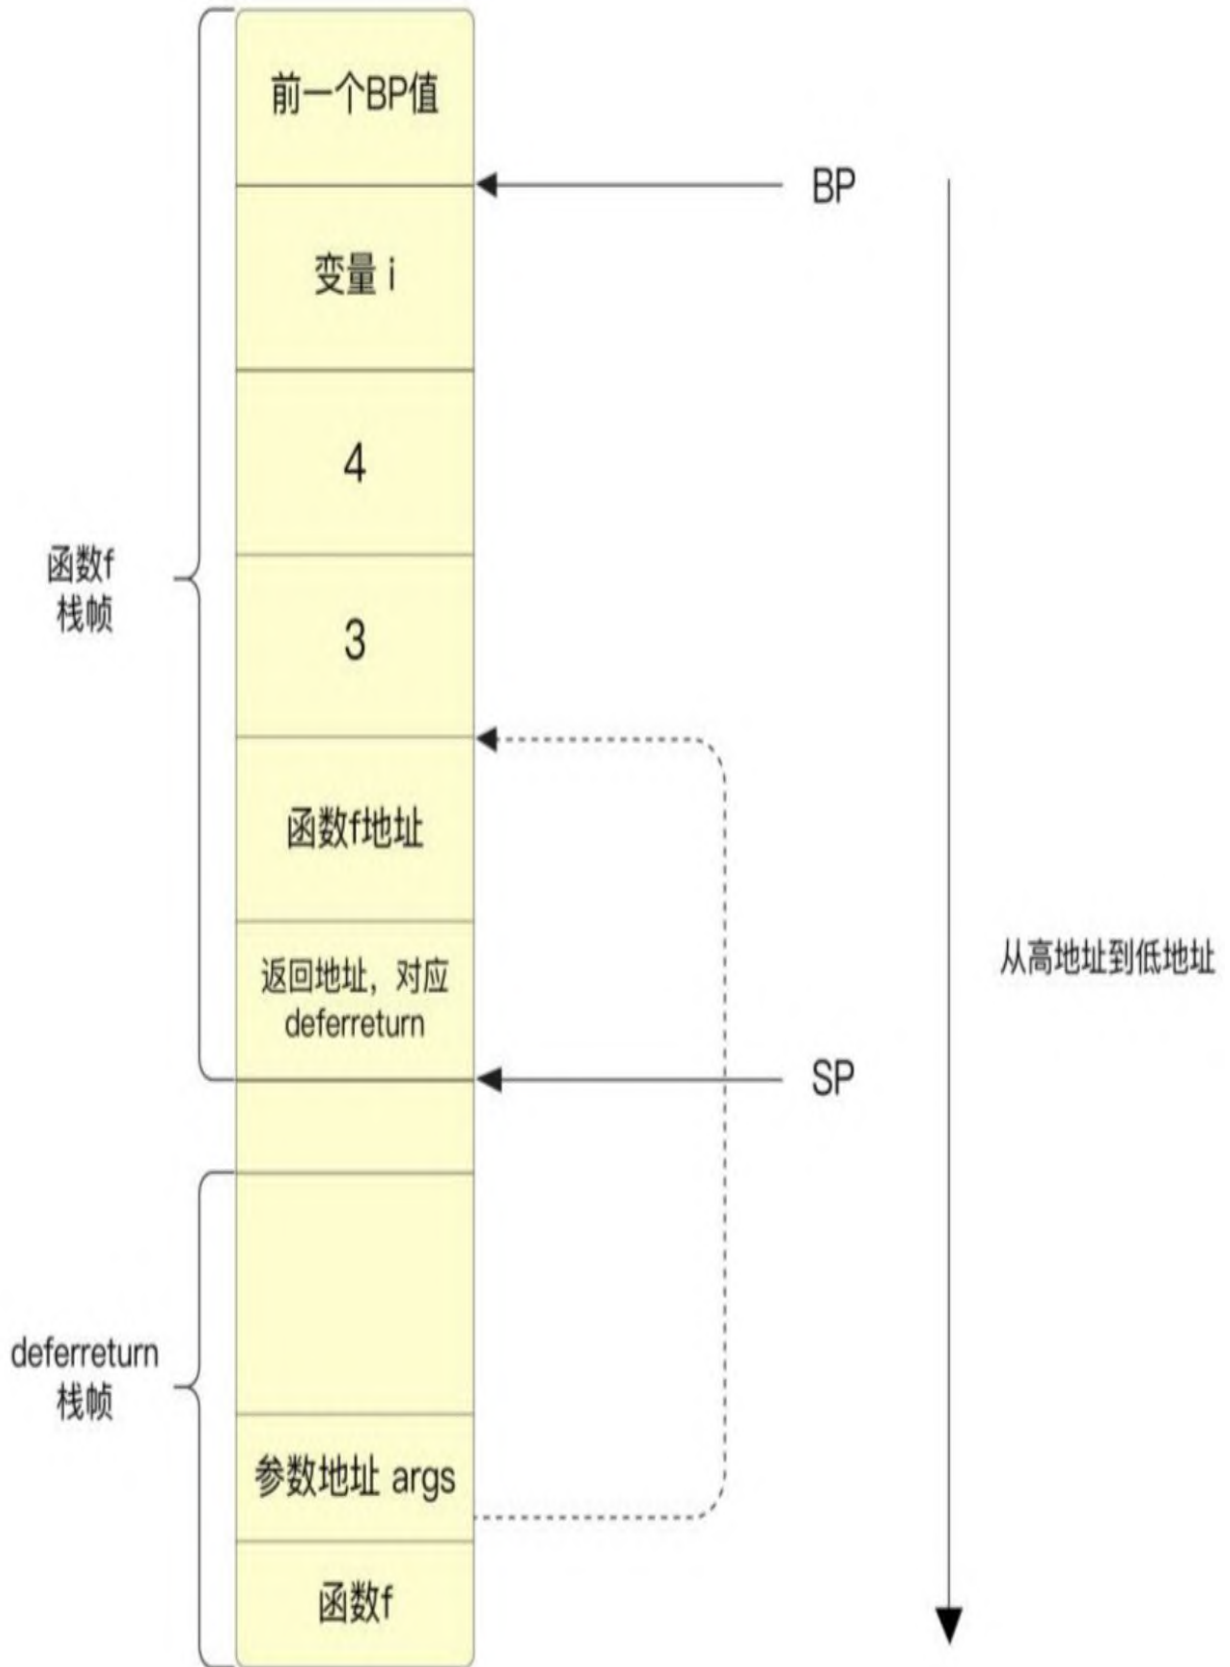 前一个BP值
BP
变量 i
4
函数f
栈帧
3
函数f地址
从高地址到低地址
返回地址，对应
deferreturn
SP
deferreturn
栈帧
参数地址 args
函数f